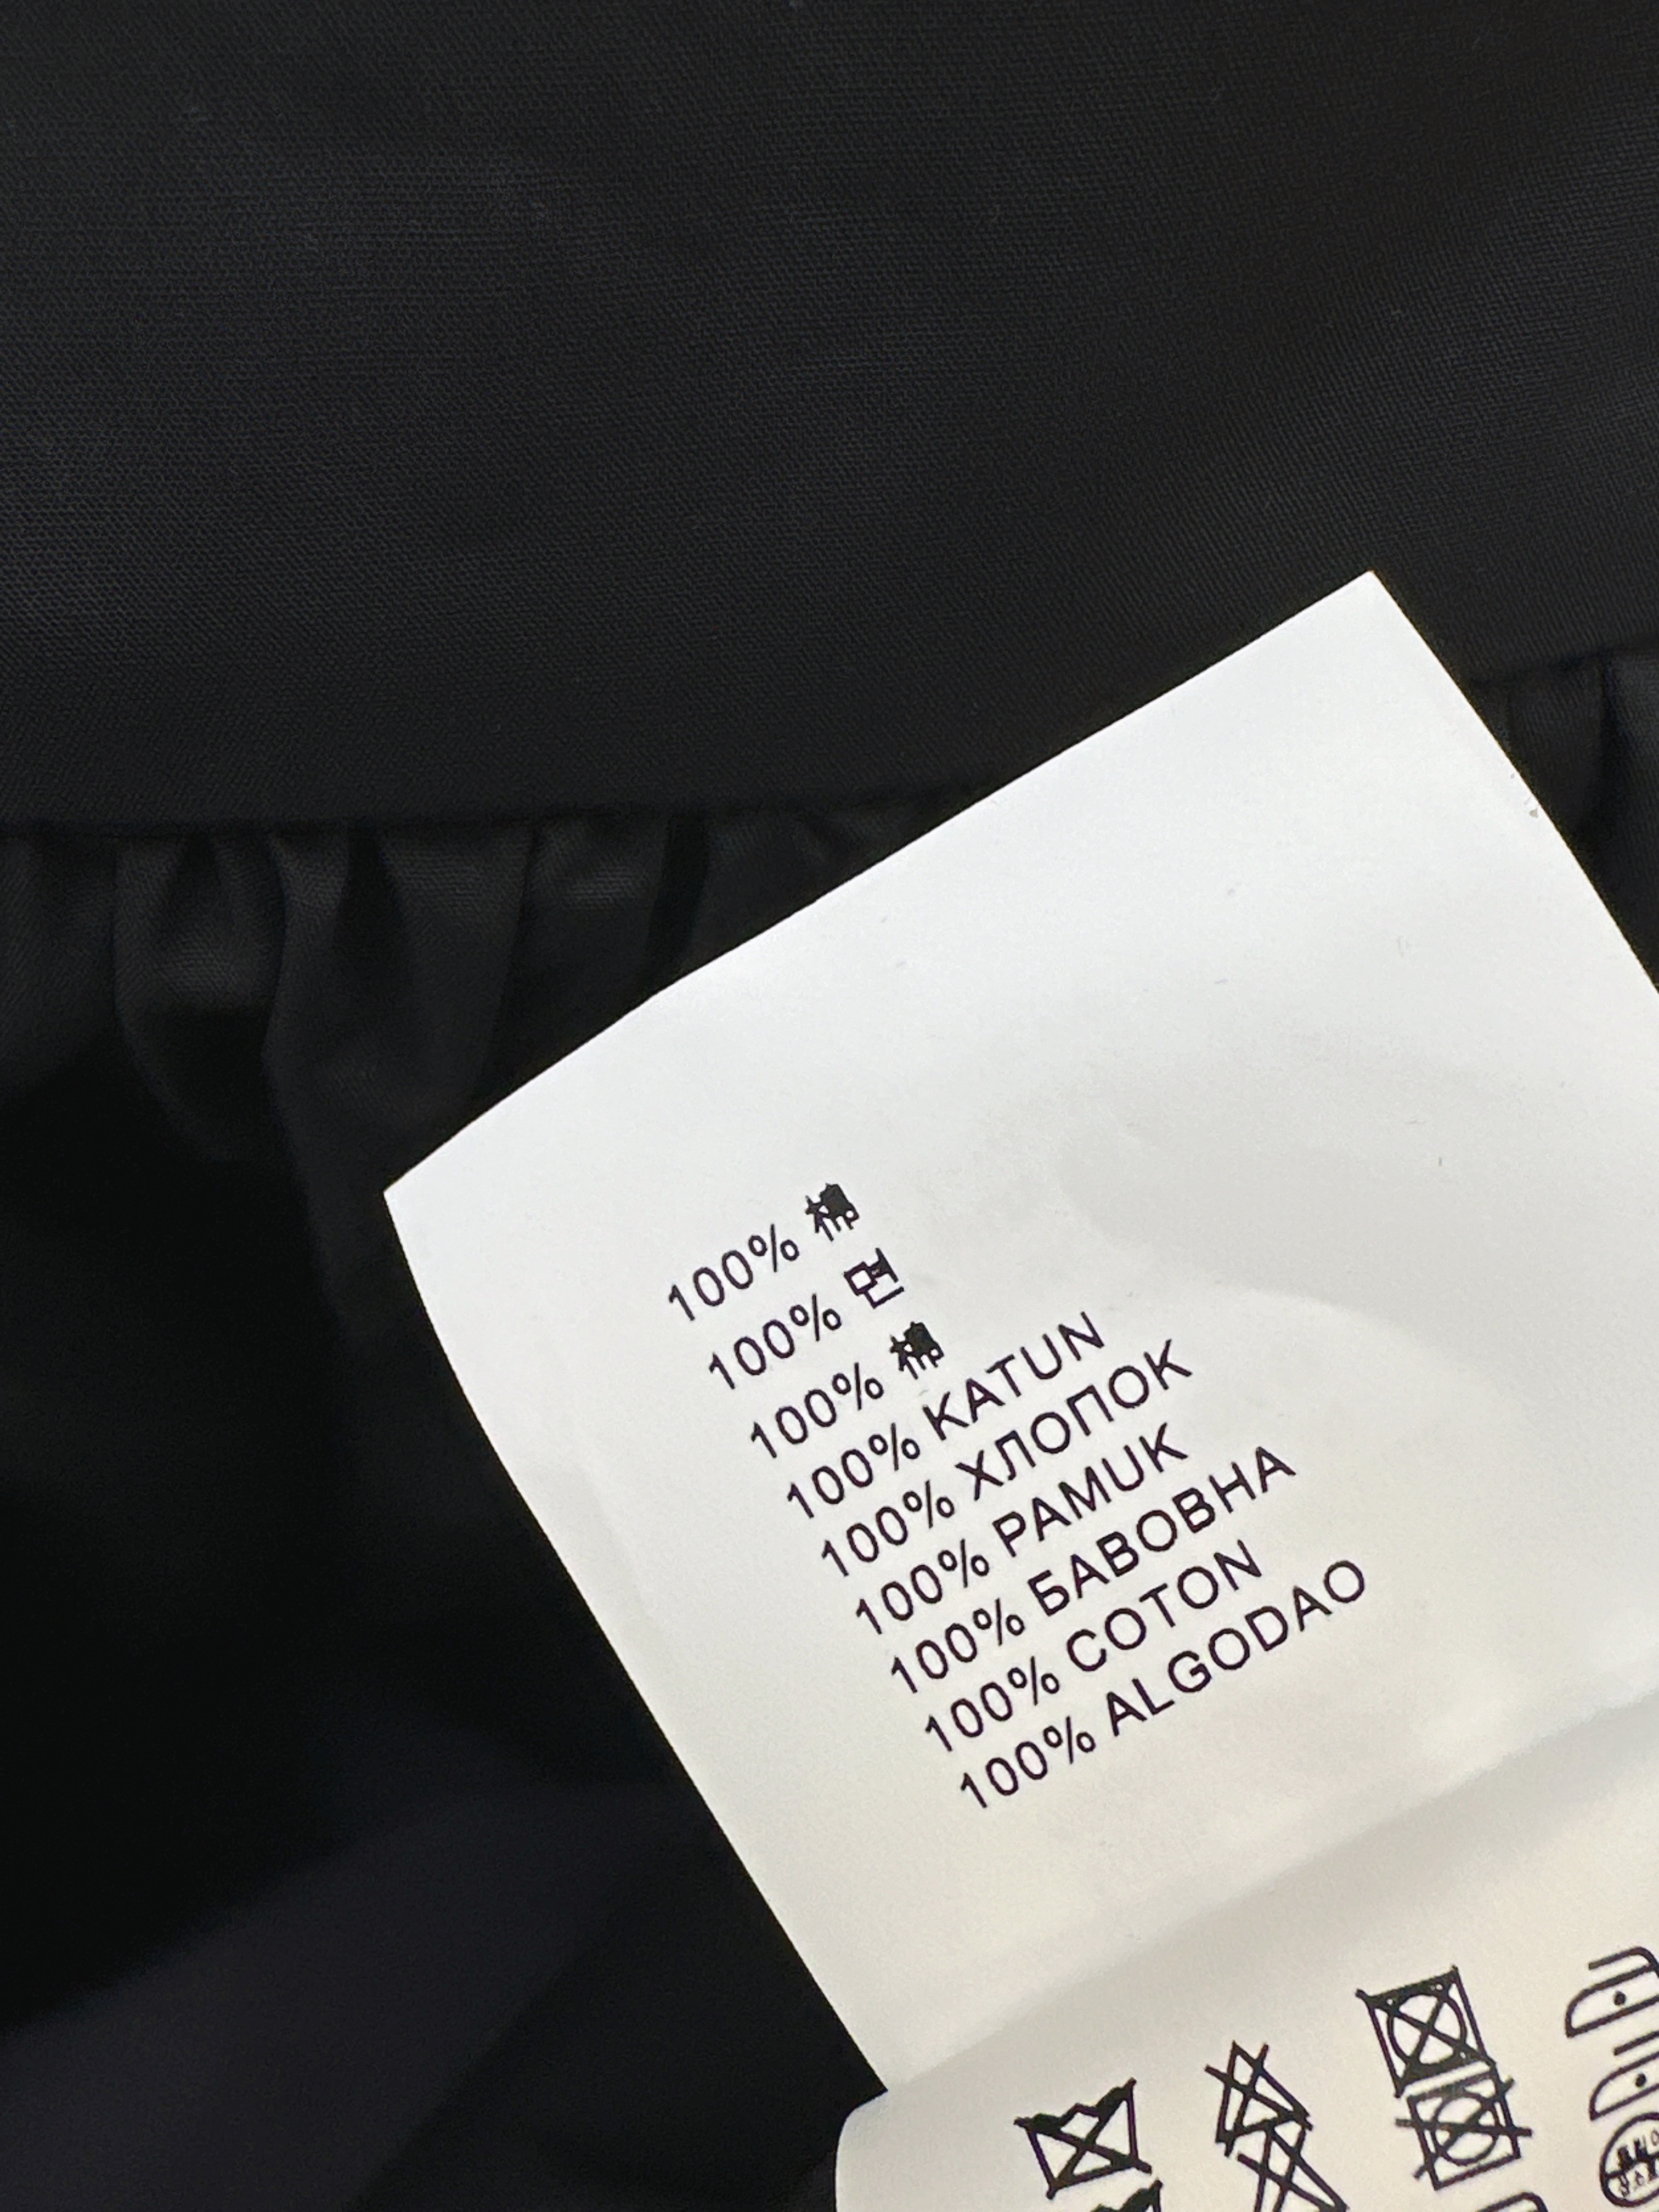 100% 棉
100% 면
100% 棉
100% KATUN
100% ХЛОПОК
100% PAMUK
100% БАВОВНА
100% COTON
100% ALGODAO